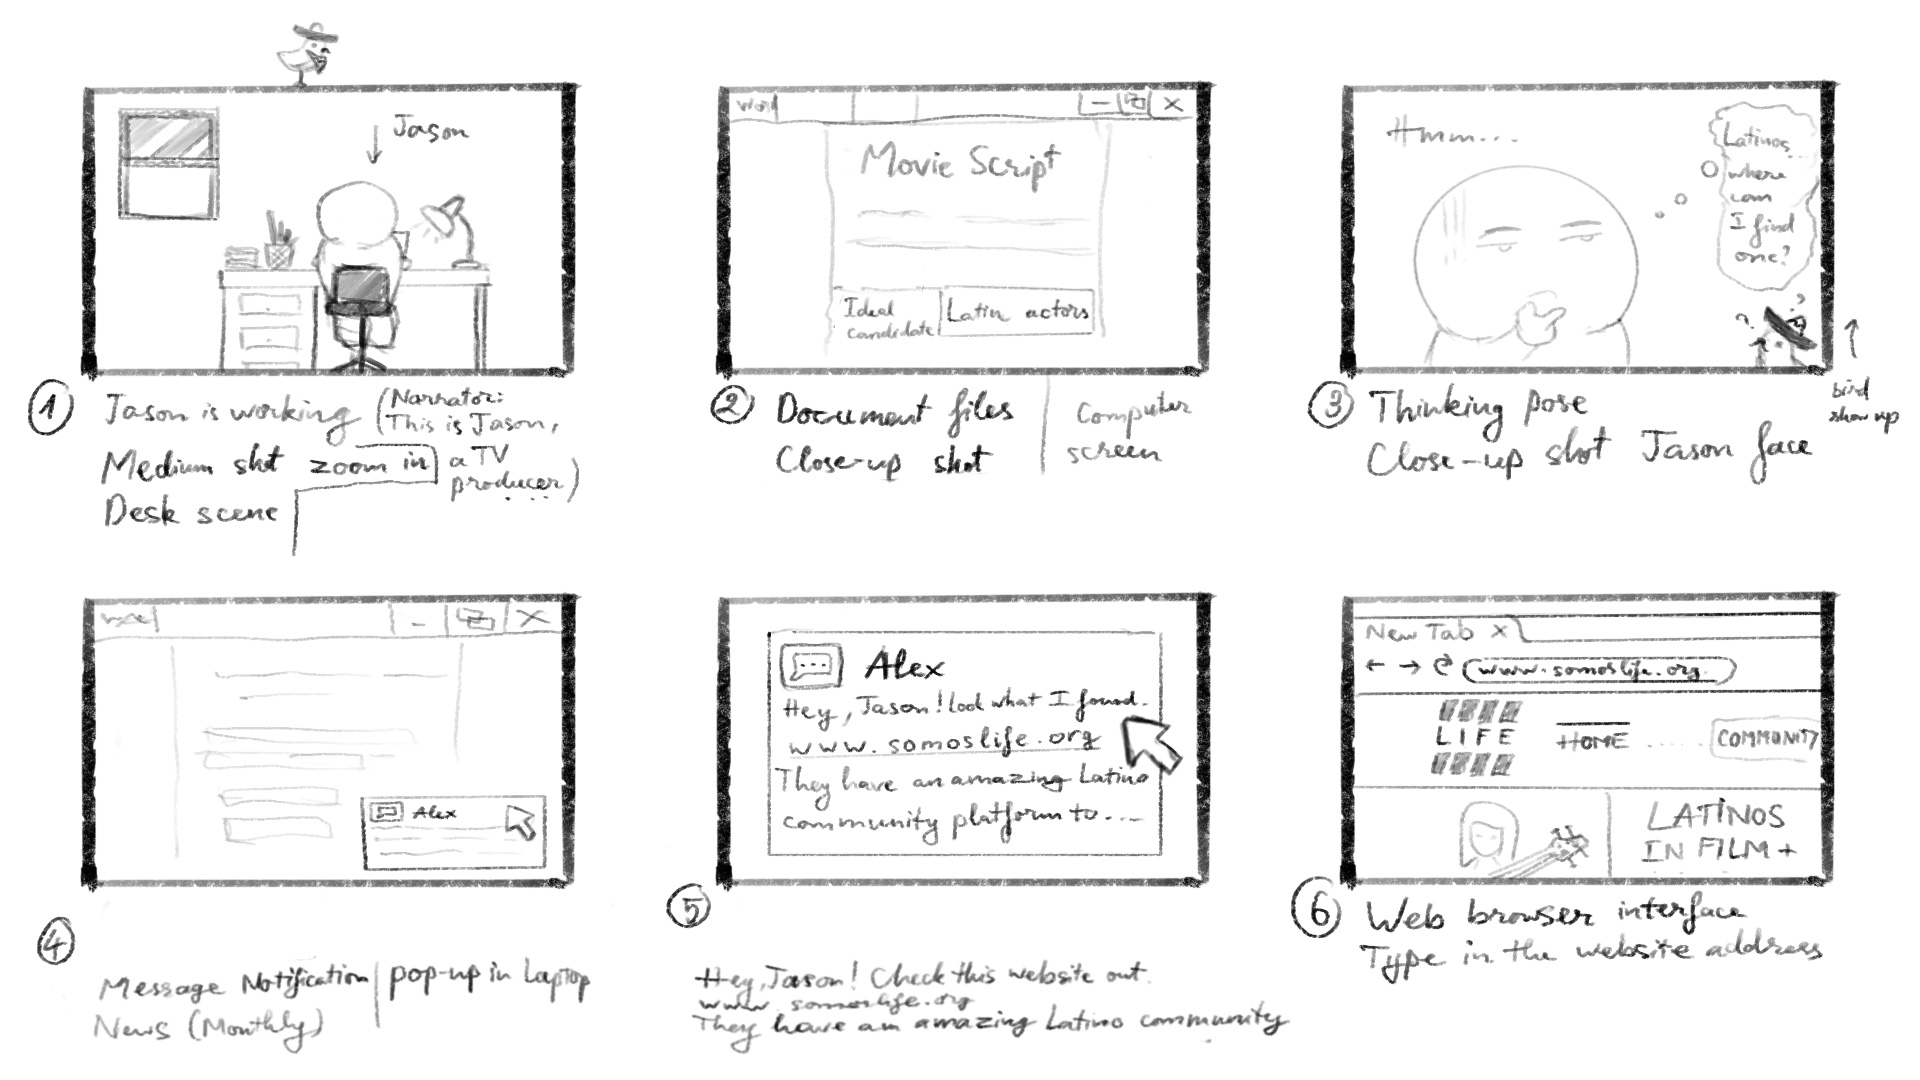 Jason
① Jason is working
Medium shot zoom in
Desk scene
(Narrator:
This is Jason,
a TV
producer)
....
word
Movie Script
Ideal
candidate
Latin actors
② Document files
Close-up shot
Computer
screen
Hmm...
Latinos..
where
can
I find
one?
bird
show up
③ Thinking pose
Close-up shot Jason face
Alex
④
Message Notification pop-up in Laptop
News (Monthly)
Alex
Hey, Jason! look what I found.
www.somoslife.org
They have an amazing Latino
community platform to...
⑤
Hey, Jason! Check this website out.
www.somoslife.org
They have an amazing Latino community
New Tab ×
www.somoslife.org
LIFE
HOME ..... COMMUNITY
LATINOS
IN FILM +
⑥ Web browser interface
Type in the website address